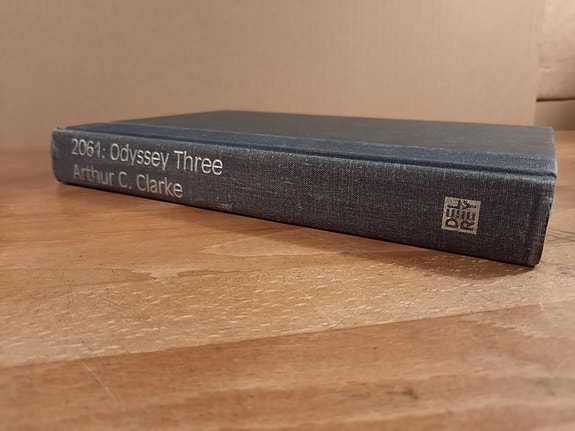 2061: Odyssey Three
Arthur C. Clarke
DEL
REY